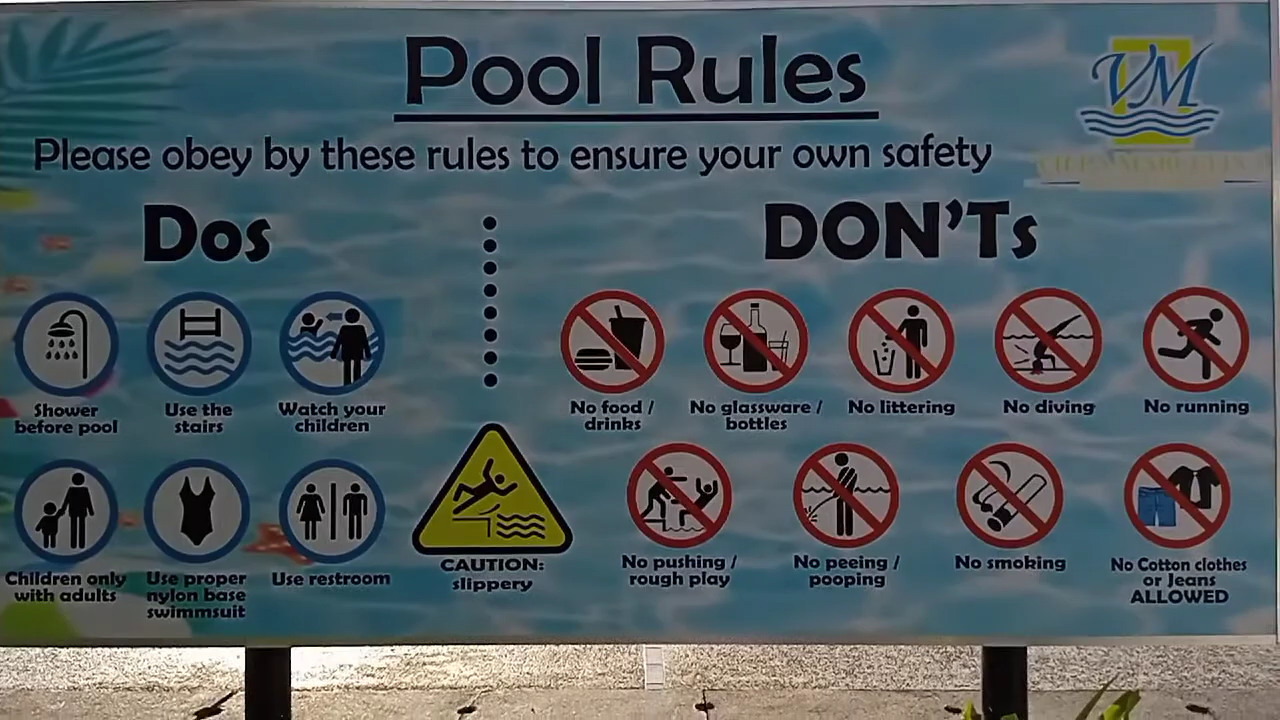 Pool Rules
VM
Please obey by these rules to ensure your own safety
Dos
DON'Ts
Shower
before pool
Use the
stairs
Watch your
children
No food /
drinks
No glassware /
bottles
No littering
No diving
No running
Children only
with adults
Use proper
nylon base
swimmsuit
Use restroom
CAUTION:
slippery
No pushing /
rough play
No peeing /
pooping
No smoking
No Cotton clothes
or Jeans
ALLOWED